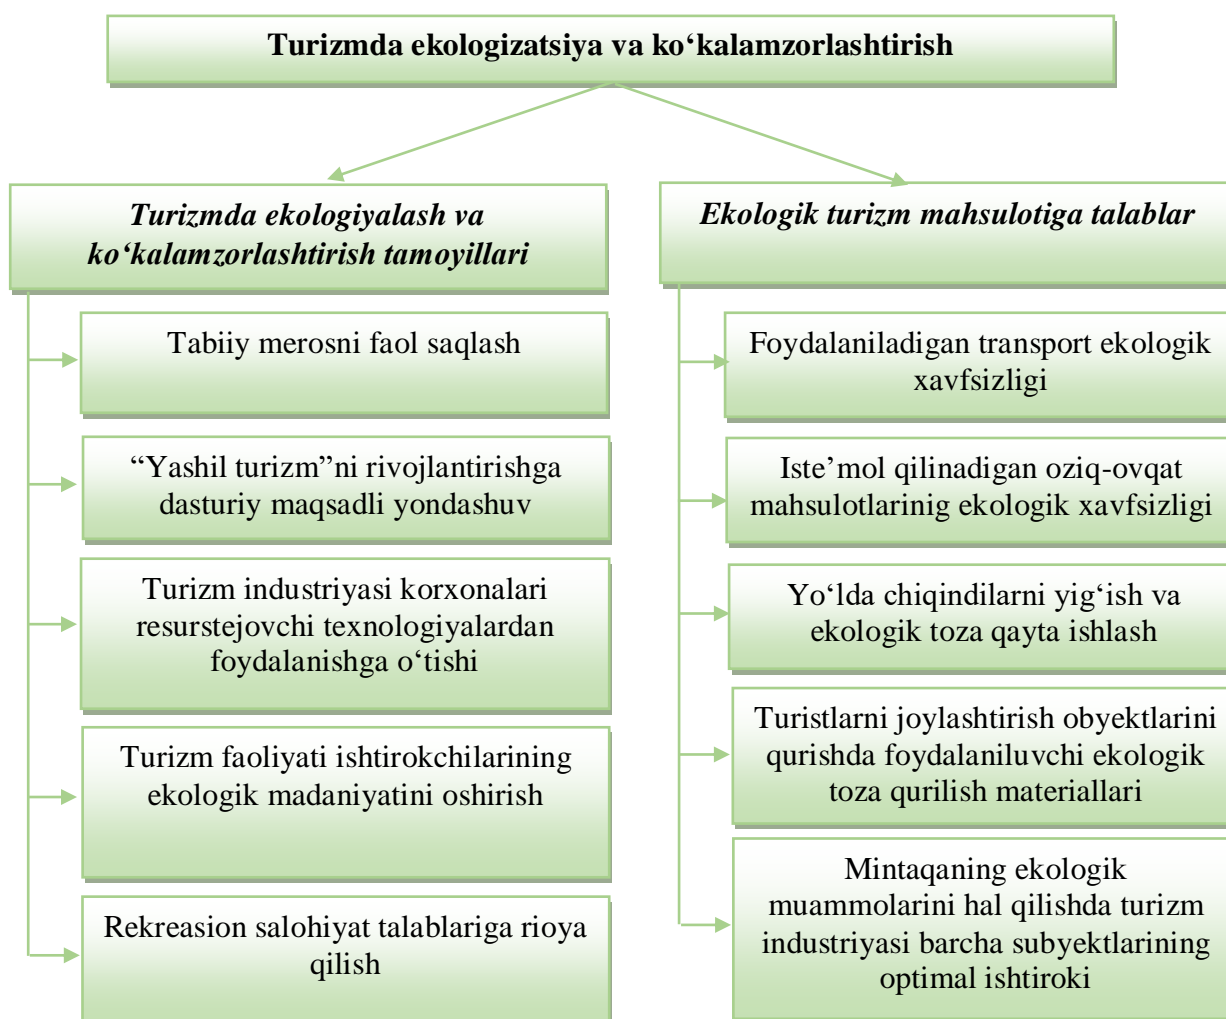 Turizmda ekologizatsiya va ko‘kalamzorlashtirish
Turizmda ekologiyalash va
ko‘kalamzorlashtirish tamoyillari
Tabiiy merosni faol saqlash
“Yashil turizm”ni rivojlantirishga
dasturiy maqsadli yondashuv
Turizm industriyasi korxonalari
resurstejovchi texnologiyalardan
foydalanishga o‘tishi
Turizm faoliyati ishtirokchilarining
ekologik madaniyatini oshirish
Rekreasion salohiyat talablariga rioya
qilish
Ekologik turizm mahsulotiga talablar
Foydalaniladigan transport ekologik
xavfsizligi
Iste’mol qilinadigan oziq-ovqat
mahsulotlarinig ekologik xavfsizligi
Yo‘lda chiqindilarni yig‘ish va
ekologik toza qayta ishlash
Turistlarni joylashtirish obyektlarini
qurishda foydalaniluvchi ekologik
toza qurilish materiallari
Mintaqaning ekologik
muammolarini hal qilishda turizm
industriyasi barcha subyektlarining
optimal ishtiroki